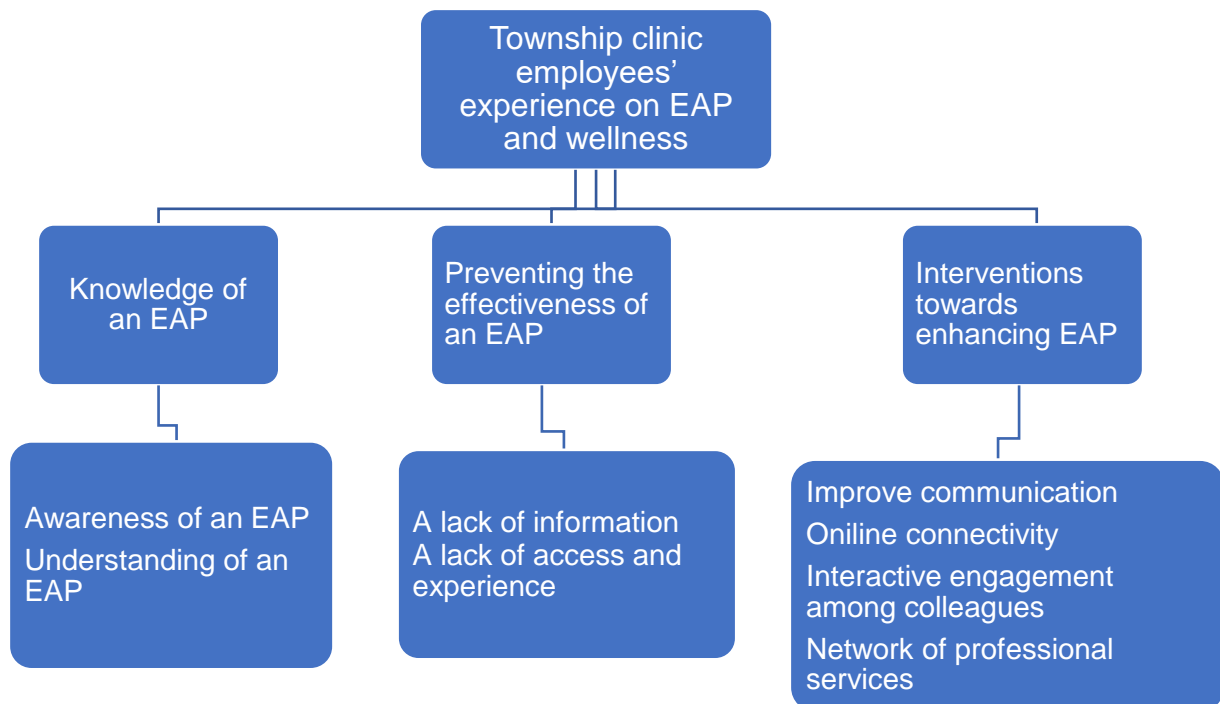 Township clinic
employees’
experience on EAP
and wellness
Knowledge of
an EAP
Preventing the
effectiveness of
an EAP
Interventions
towards
enhancing EAP
Awareness of an EAP
Understanding of an
EAP
A lack of information
A lack of access and
experience
Improve communication
Oniline connectivity
Interactive engagement
among colleagues
Network of professional
services